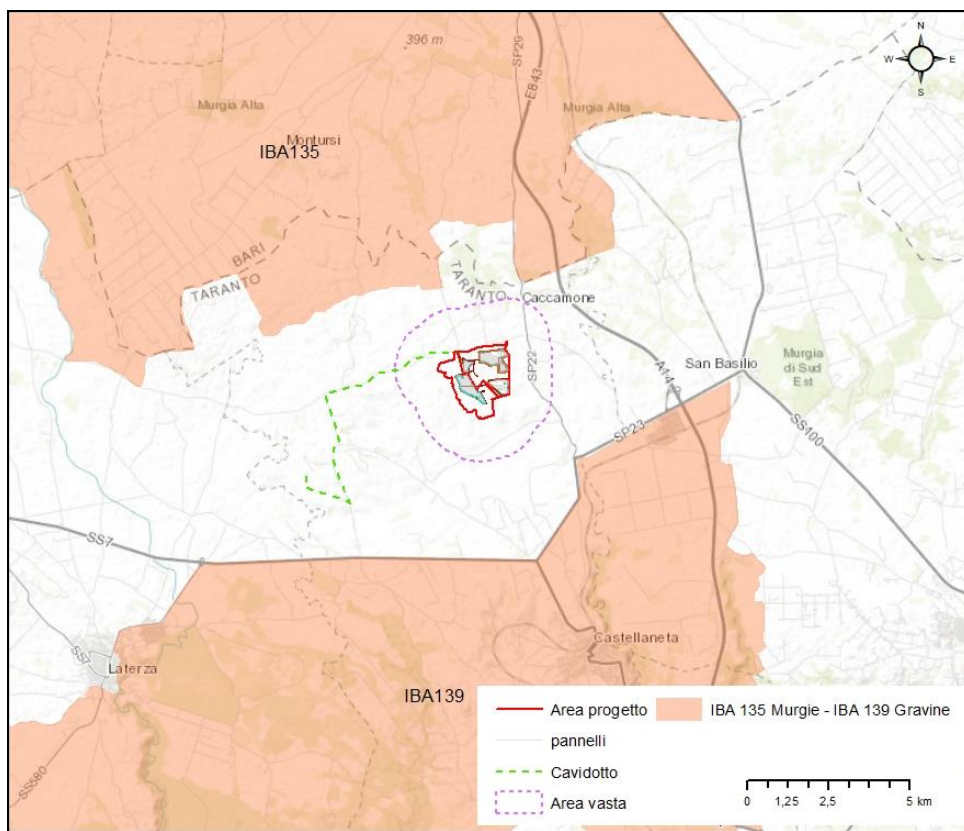 396 m
SP29
E843
N
W
E
S
Murgia Alta
Murgia Alta
Montursi
IBA135
BARI
TARANTO
TARANTO
Caccamone
SP22
A14
San Basilio
Murgia
di Sud
Est
SP23
SS100
SS7
SS7
Laterza
Castellaneta
IBA139
SS580
Area progetto
IBA 135 Murgie - IBA 139 Gravine
pannelli
Cavidotto
Area vasta
0 1,25 2,5 5 km